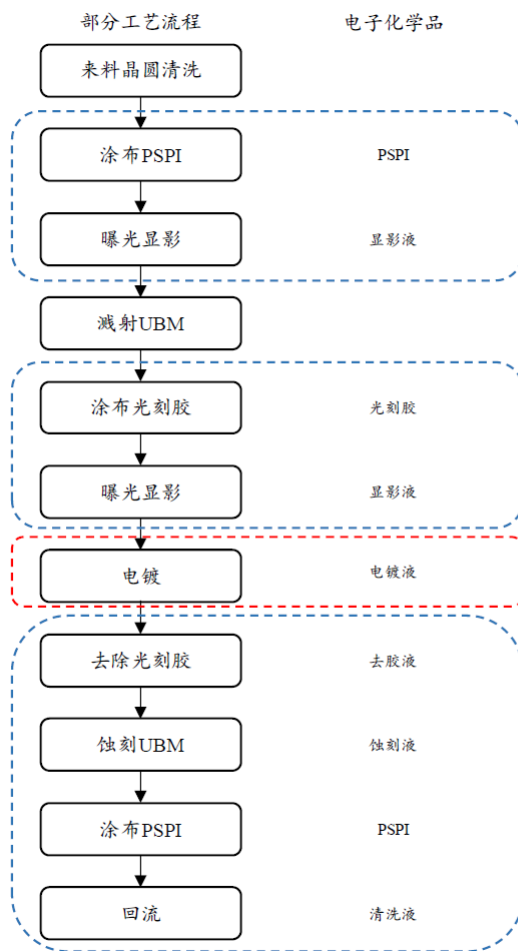 部分工艺流程 电子化学品
来料晶圆清洗
涂布PSPI PSPI
曝光显影 显影液
溅射UBM
涂布光刻胶 光刻胶
曝光显影 显影液
电镀 电镀液
去除光刻胶 去胶液
蚀刻UBM 蚀刻液
涂布PSPI PSPI
回流 清洗液